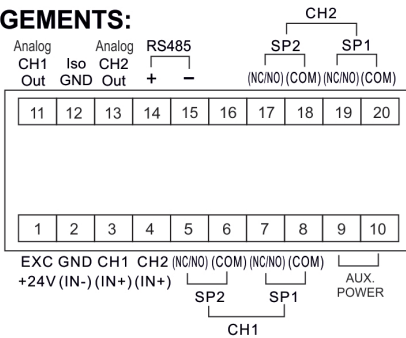 GEMENTS:
CH2
Analog Analog RS485 SP2 SP1
CH1 Iso CH2
Out GND Out + − (NC/NO) (COM) (NC/NO) (COM)
11 12 13 14 15 16 17 18 19 20
1 2 3 4 5 6 7 8 9 10
EXC GND CH1 CH2 (NC/NO) (COM) (NC/NO) (COM)
+24V (IN-) (IN+) (IN+) AUX.
SP2 SP1 POWER
CH1